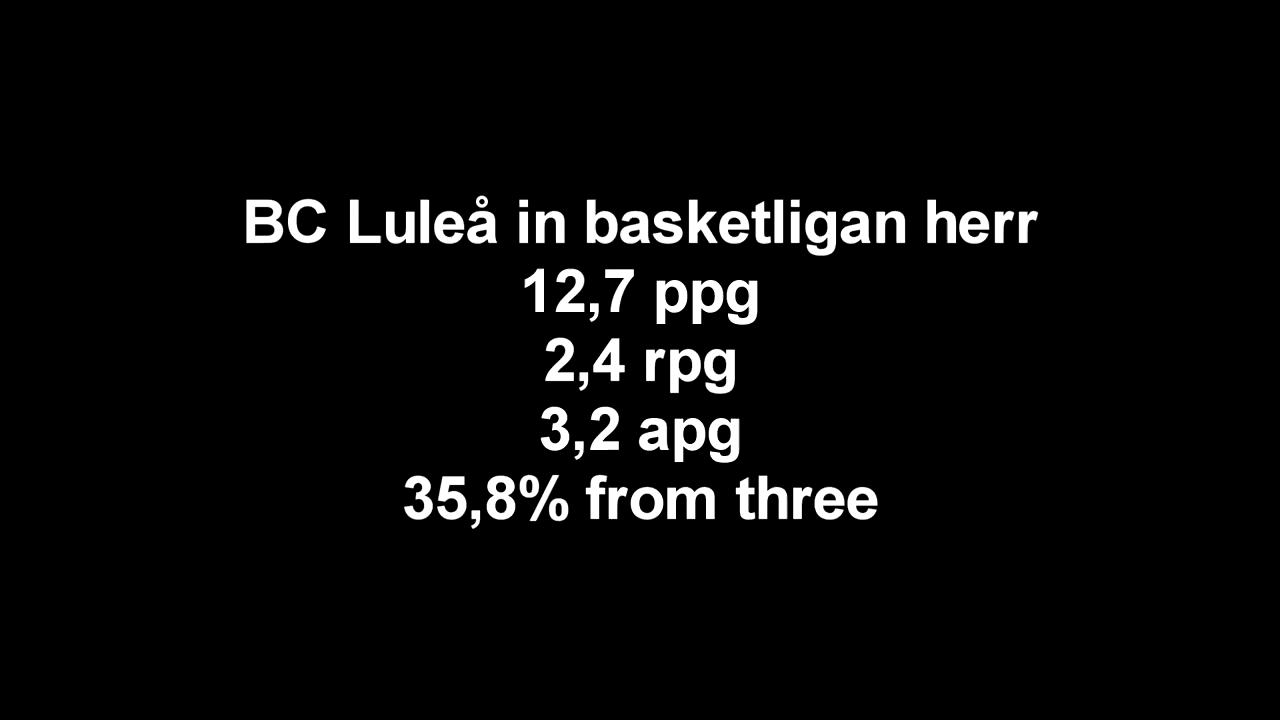 BC Luleå in basketligan herr
12,7 ppg
2,4 rpg
3,2 apg
35,8% from three